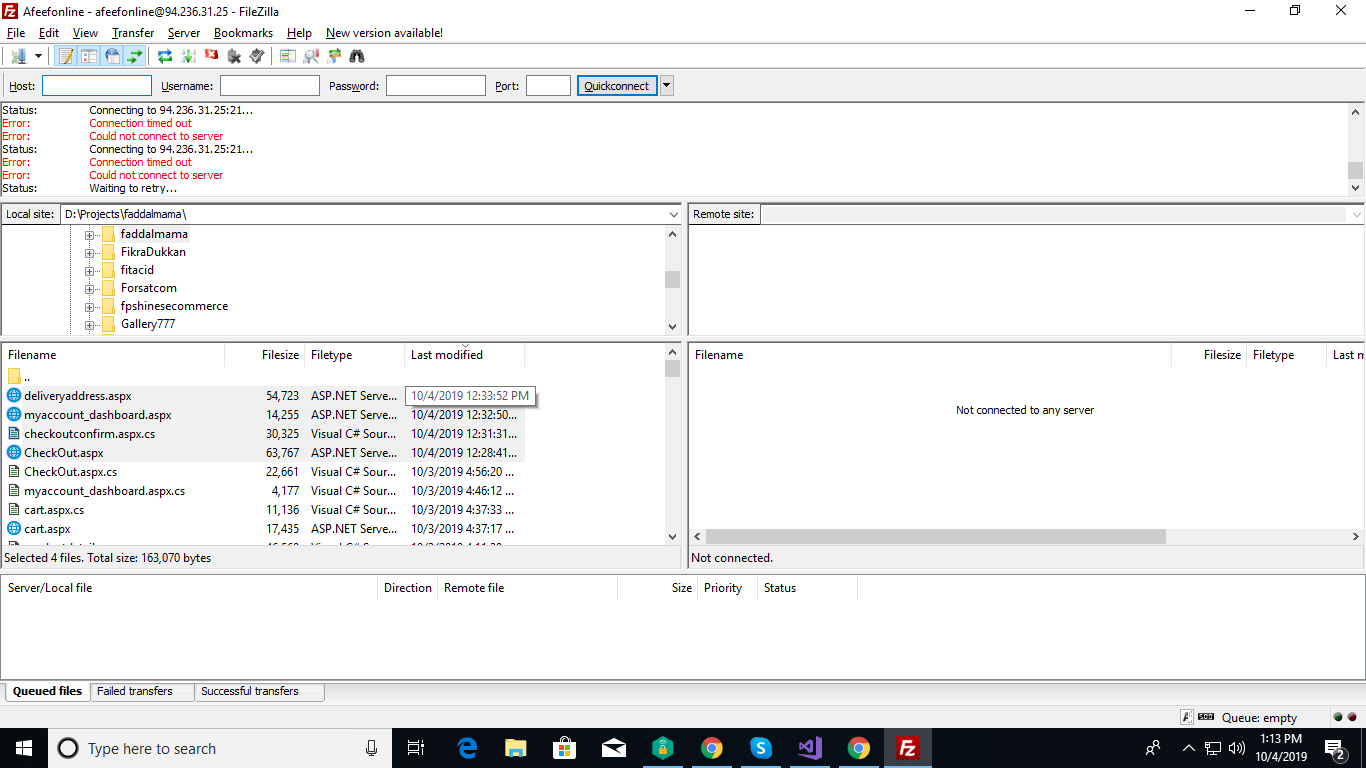 Afeefonline - afeefonline@94.236.31.25 - FileZilla
File Edit View Transfer Server Bookmarks Help New version available!
Host: Username: Password: Port: Quickconnect
Status: Connecting to 94.236.31.25:21...
Error: Connection timed out
Error: Could not connect to server
Status: Connecting to 94.236.31.25:21...
Error: Connection timed out
Error: Could not connect to server
Status: Waiting to retry...
Local site: D:\Projects\faddalmama\
faddalmama
FikraDukkan
fitacid
Forsatcom
fpshinesecommerce
Gallery777
Filename Filesize Filetype Last modified
..
deliveryaddress.aspx 54,723 ASP.NET Serve... 10/4/2019 12:33:52 PM
myaccount_dashboard.aspx 14,255 ASP.NET Serve... 10/4/2019 12:32:50...
checkoutconfirm.aspx.cs 30,325 Visual C# Sour... 10/4/2019 12:31:31...
CheckOut.aspx 63,767 ASP.NET Serve... 10/4/2019 12:28:41...
CheckOut.aspx.cs 22,661 Visual C# Sour... 10/3/2019 4:56:20 ...
myaccount_dashboard.aspx.cs 4,177 Visual C# Sour... 10/3/2019 4:46:12 ...
cart.aspx.cs 11,136 Visual C# Sour... 10/3/2019 4:37:33 ...
cart.aspx 17,435 ASP.NET Serve... 10/3/2019 4:37:17 ...
Selected 4 files. Total size: 163,070 bytes
Remote site:
Filename Filesize Filetype Last m
Not connected to any server
Not connected.
Server/Local file Direction Remote file Size Priority Status
Queued files Failed transfers Successful transfers
Queue: empty
Type here to search
1:13 PM
10/4/2019
2